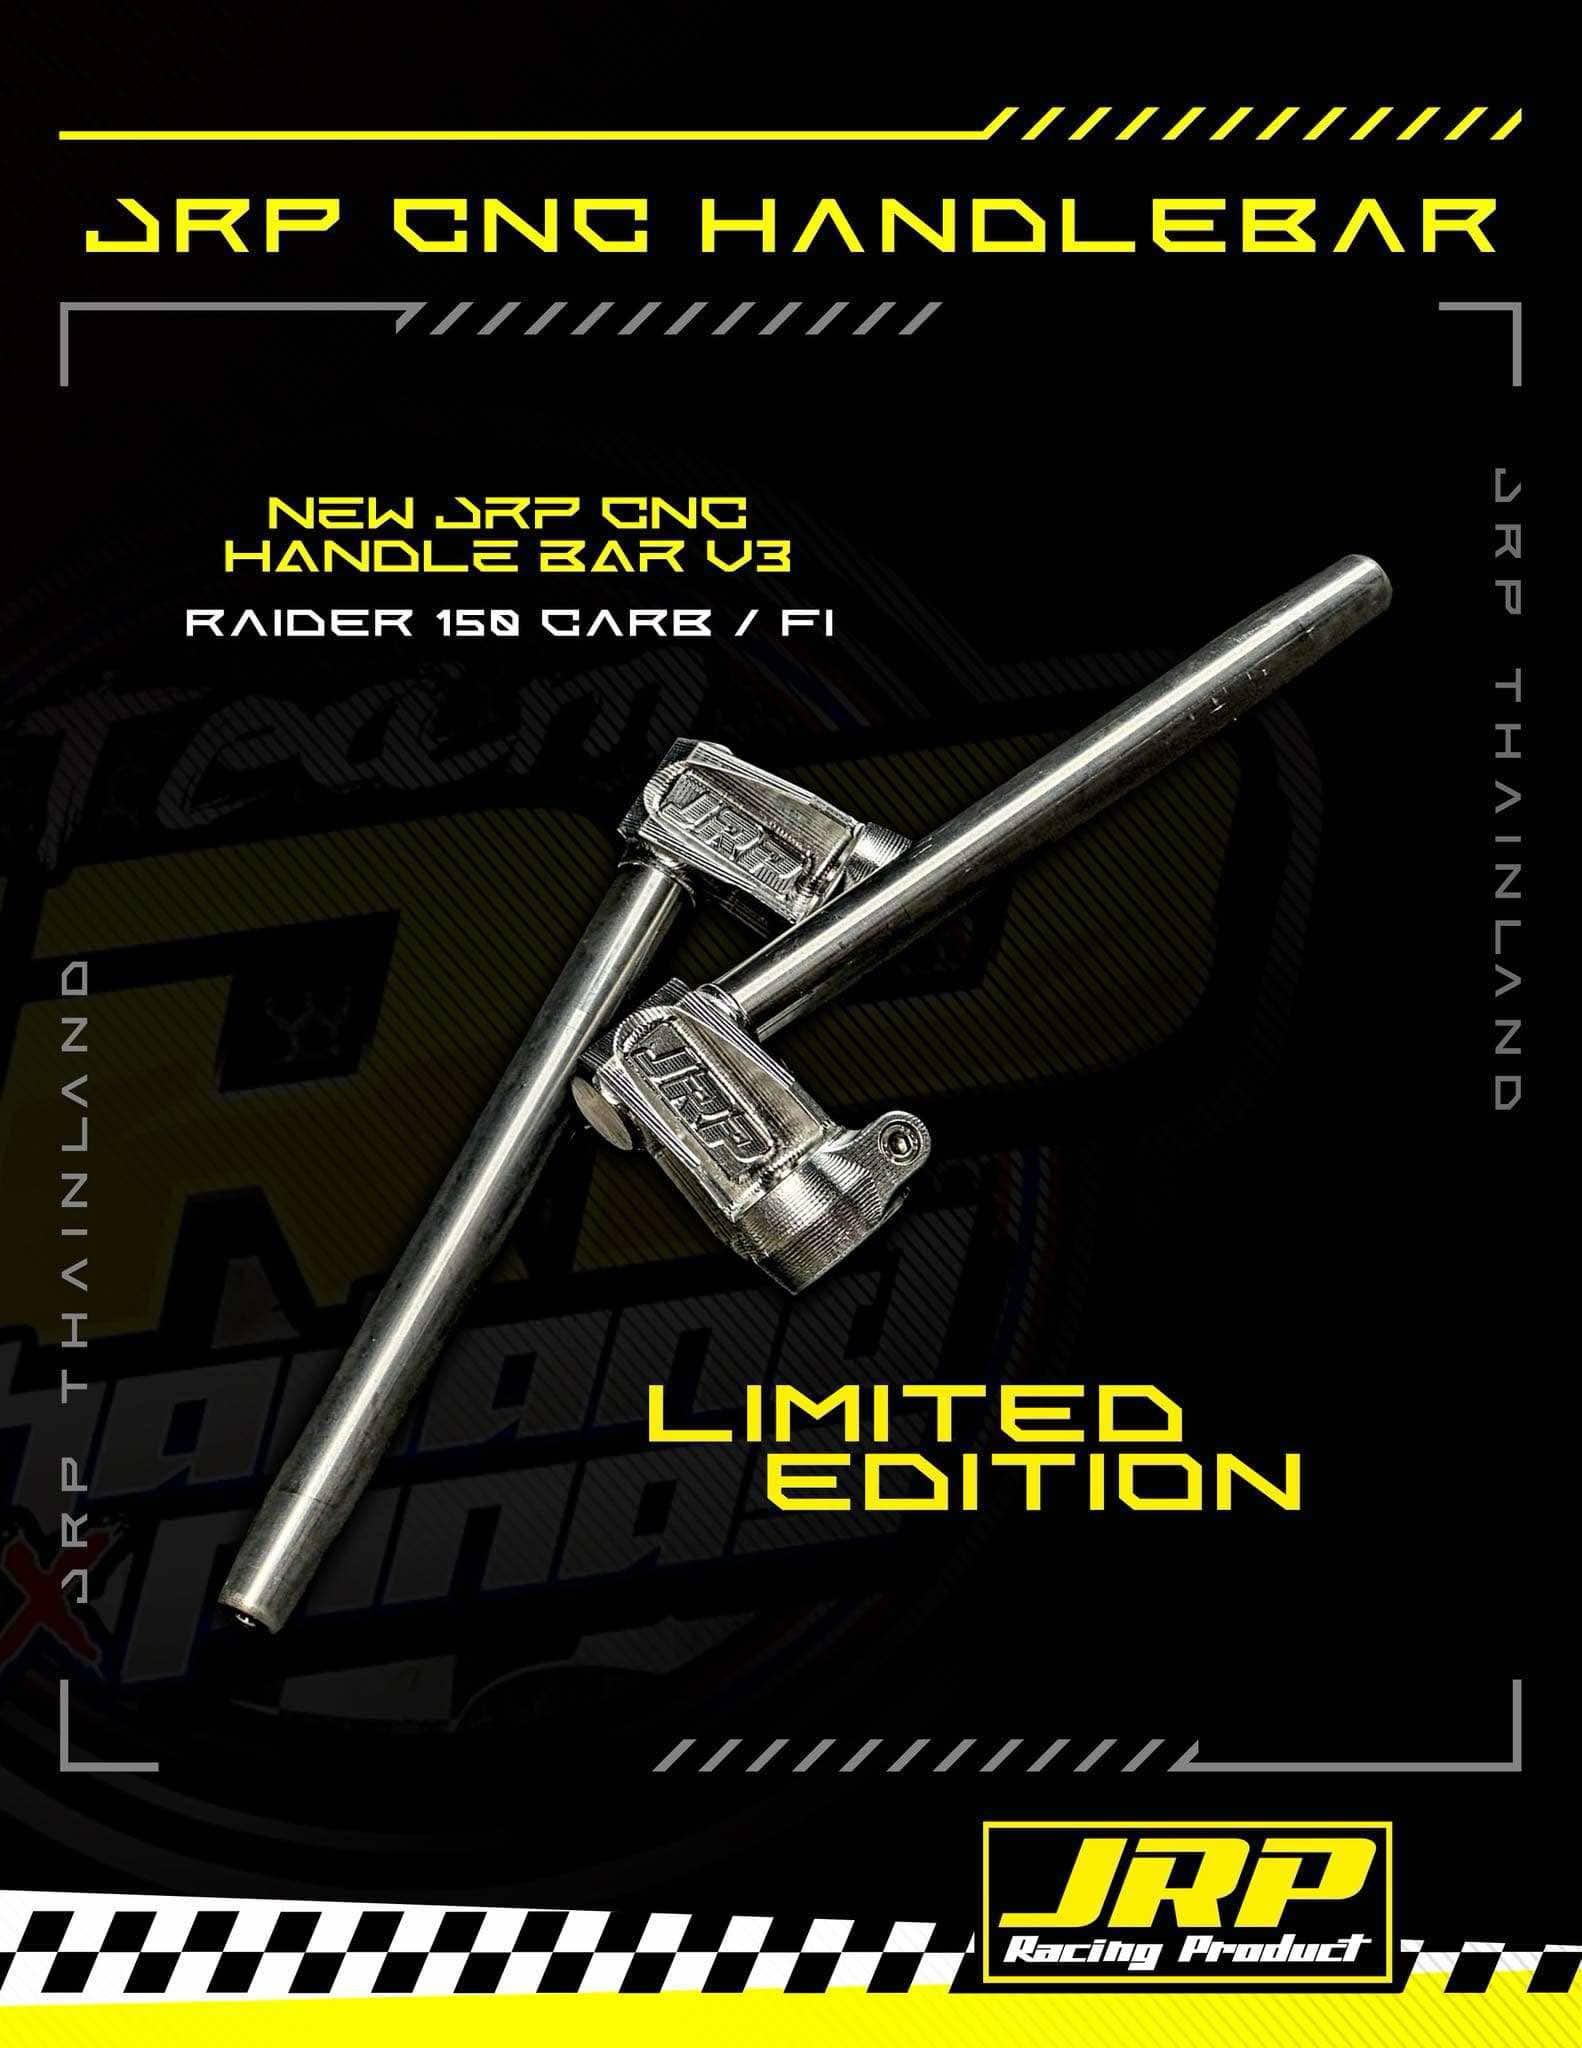 JRP CNC HANDLEBAR
NEW JRP CNC
HANDLE BAR V3
RAIDER 150 CARB / FI
JRP THAINLAND
JRP THAINLAND
Team
JRP
JRP
LIMITED
EDITION
JRP
Racing Product